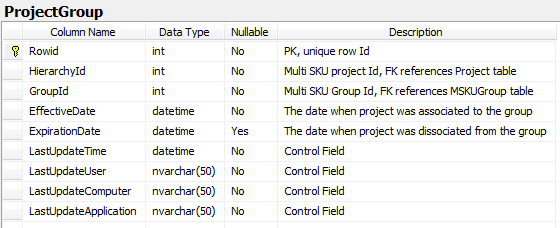 ProjectGroup
Column Name Data Type Nullable Description
Rowid int No PK, unique row Id
HierarchyId int No Multi SKU project Id, FK references Project table
GroupId int No Multi SKU Group Id, FK references MSKUGroup table
EffectiveDate datetime No The date when project was associated to the group
ExpirationDate datetime Yes The date when project was dissociated from the group
LastUpdateTime datetime No Control Field
LastUpdateUser nvarchar(50) No Control Field
LastUpdateComputer nvarchar(50) No Control Field
LastUpdateApplication nvarchar(50) No Control Field